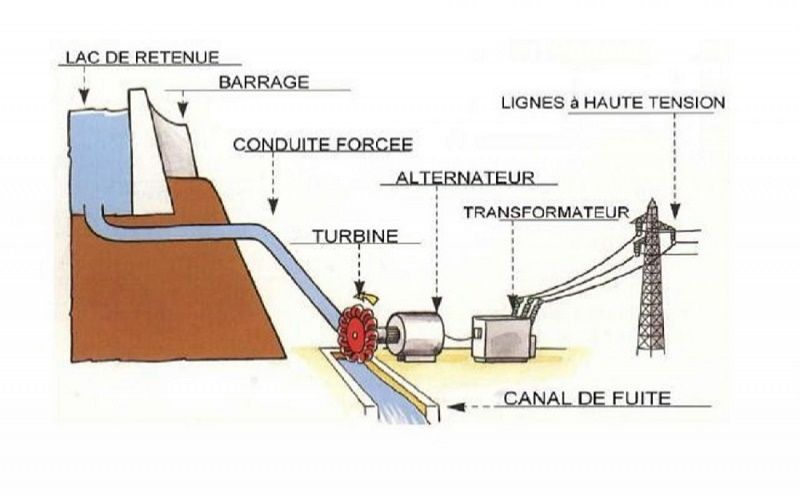 LAC DE RETENUE
BARRAGE
LIGNES à HAUTE TENSION
CONDUITE FORCEE
ALTERNATEUR
TRANSFORMATEUR
TURBINE
CANAL DE FUITE